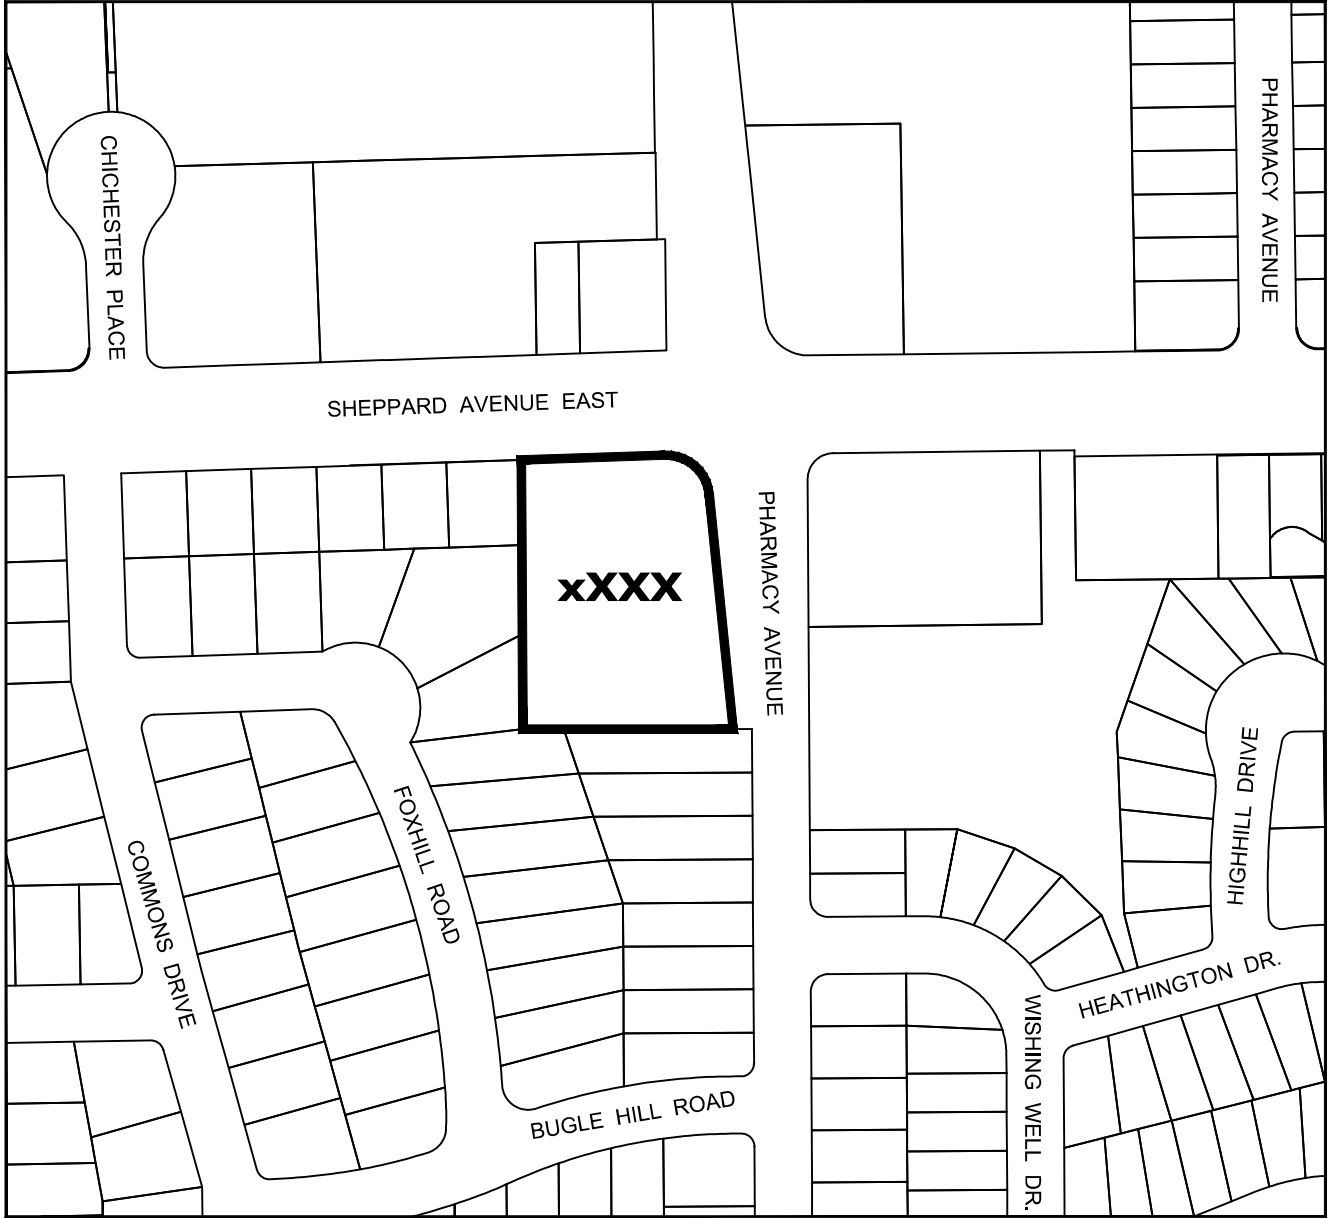 PHARMACY AVENUE
CHICHESTER PLACE
SHEPPARD AVENUE EAST
xXXX
PHARMACY AVENUE
FOXHILL ROAD
COMMONS DRIVE
HIGHHILL DRIVE
HEATHINGTON DR.
WISHING WELL DR.
BUGLE HILL ROAD